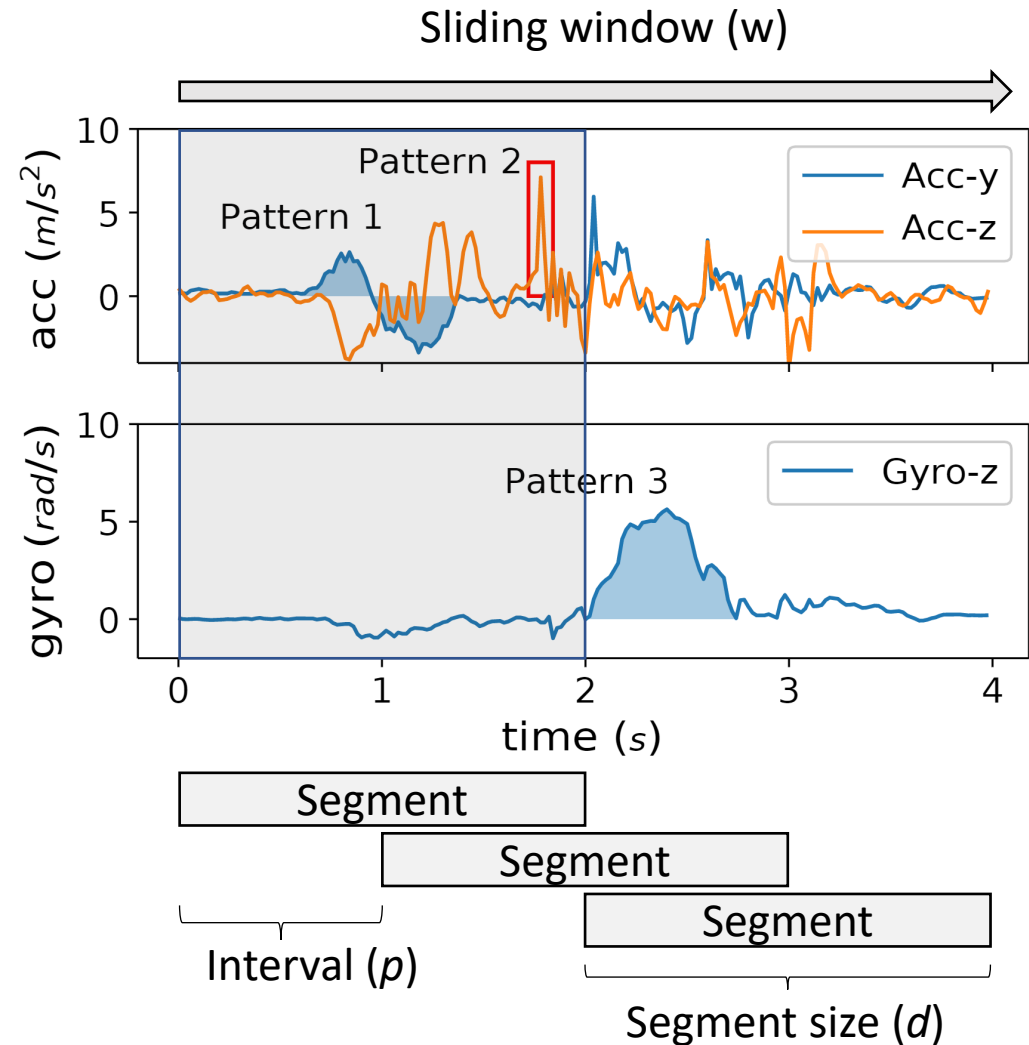 Sliding window (w)
10
5
0
acc (m/s²)
Pattern 1
Pattern 2
Acc-y
Acc-z
10
5
0
gyro (rad/s)
Pattern 3
Gyro-z
0 1 2 3 4
time (s)
Segment
Segment
Segment
Interval (p)
Segment size (d)